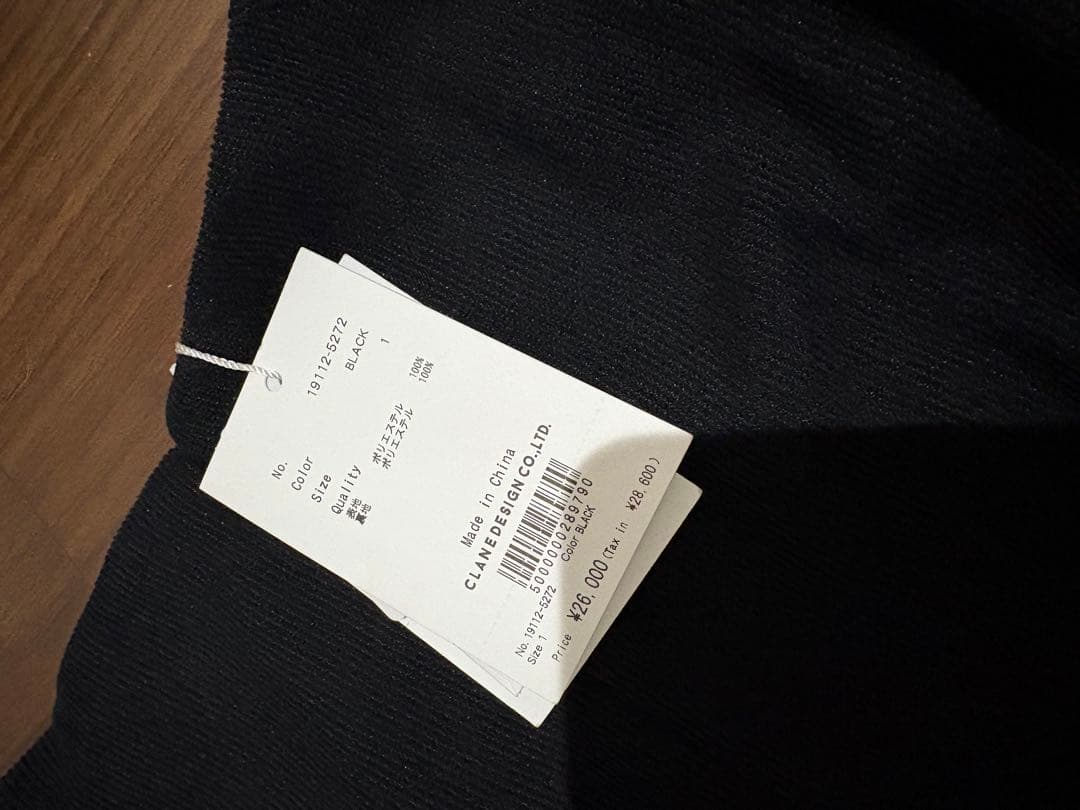 No. 19112-5272
Color BLACK
Size 1
Quality
表地 ポリエステル 100%
裏地 ポリエステル 100%
Made in China
CLANE DESIGN CO.,LTD.
5000000289790
No. 19112-5272 Color BLACK
Size 1
Price ¥26,000 (Tax in ¥28,600)